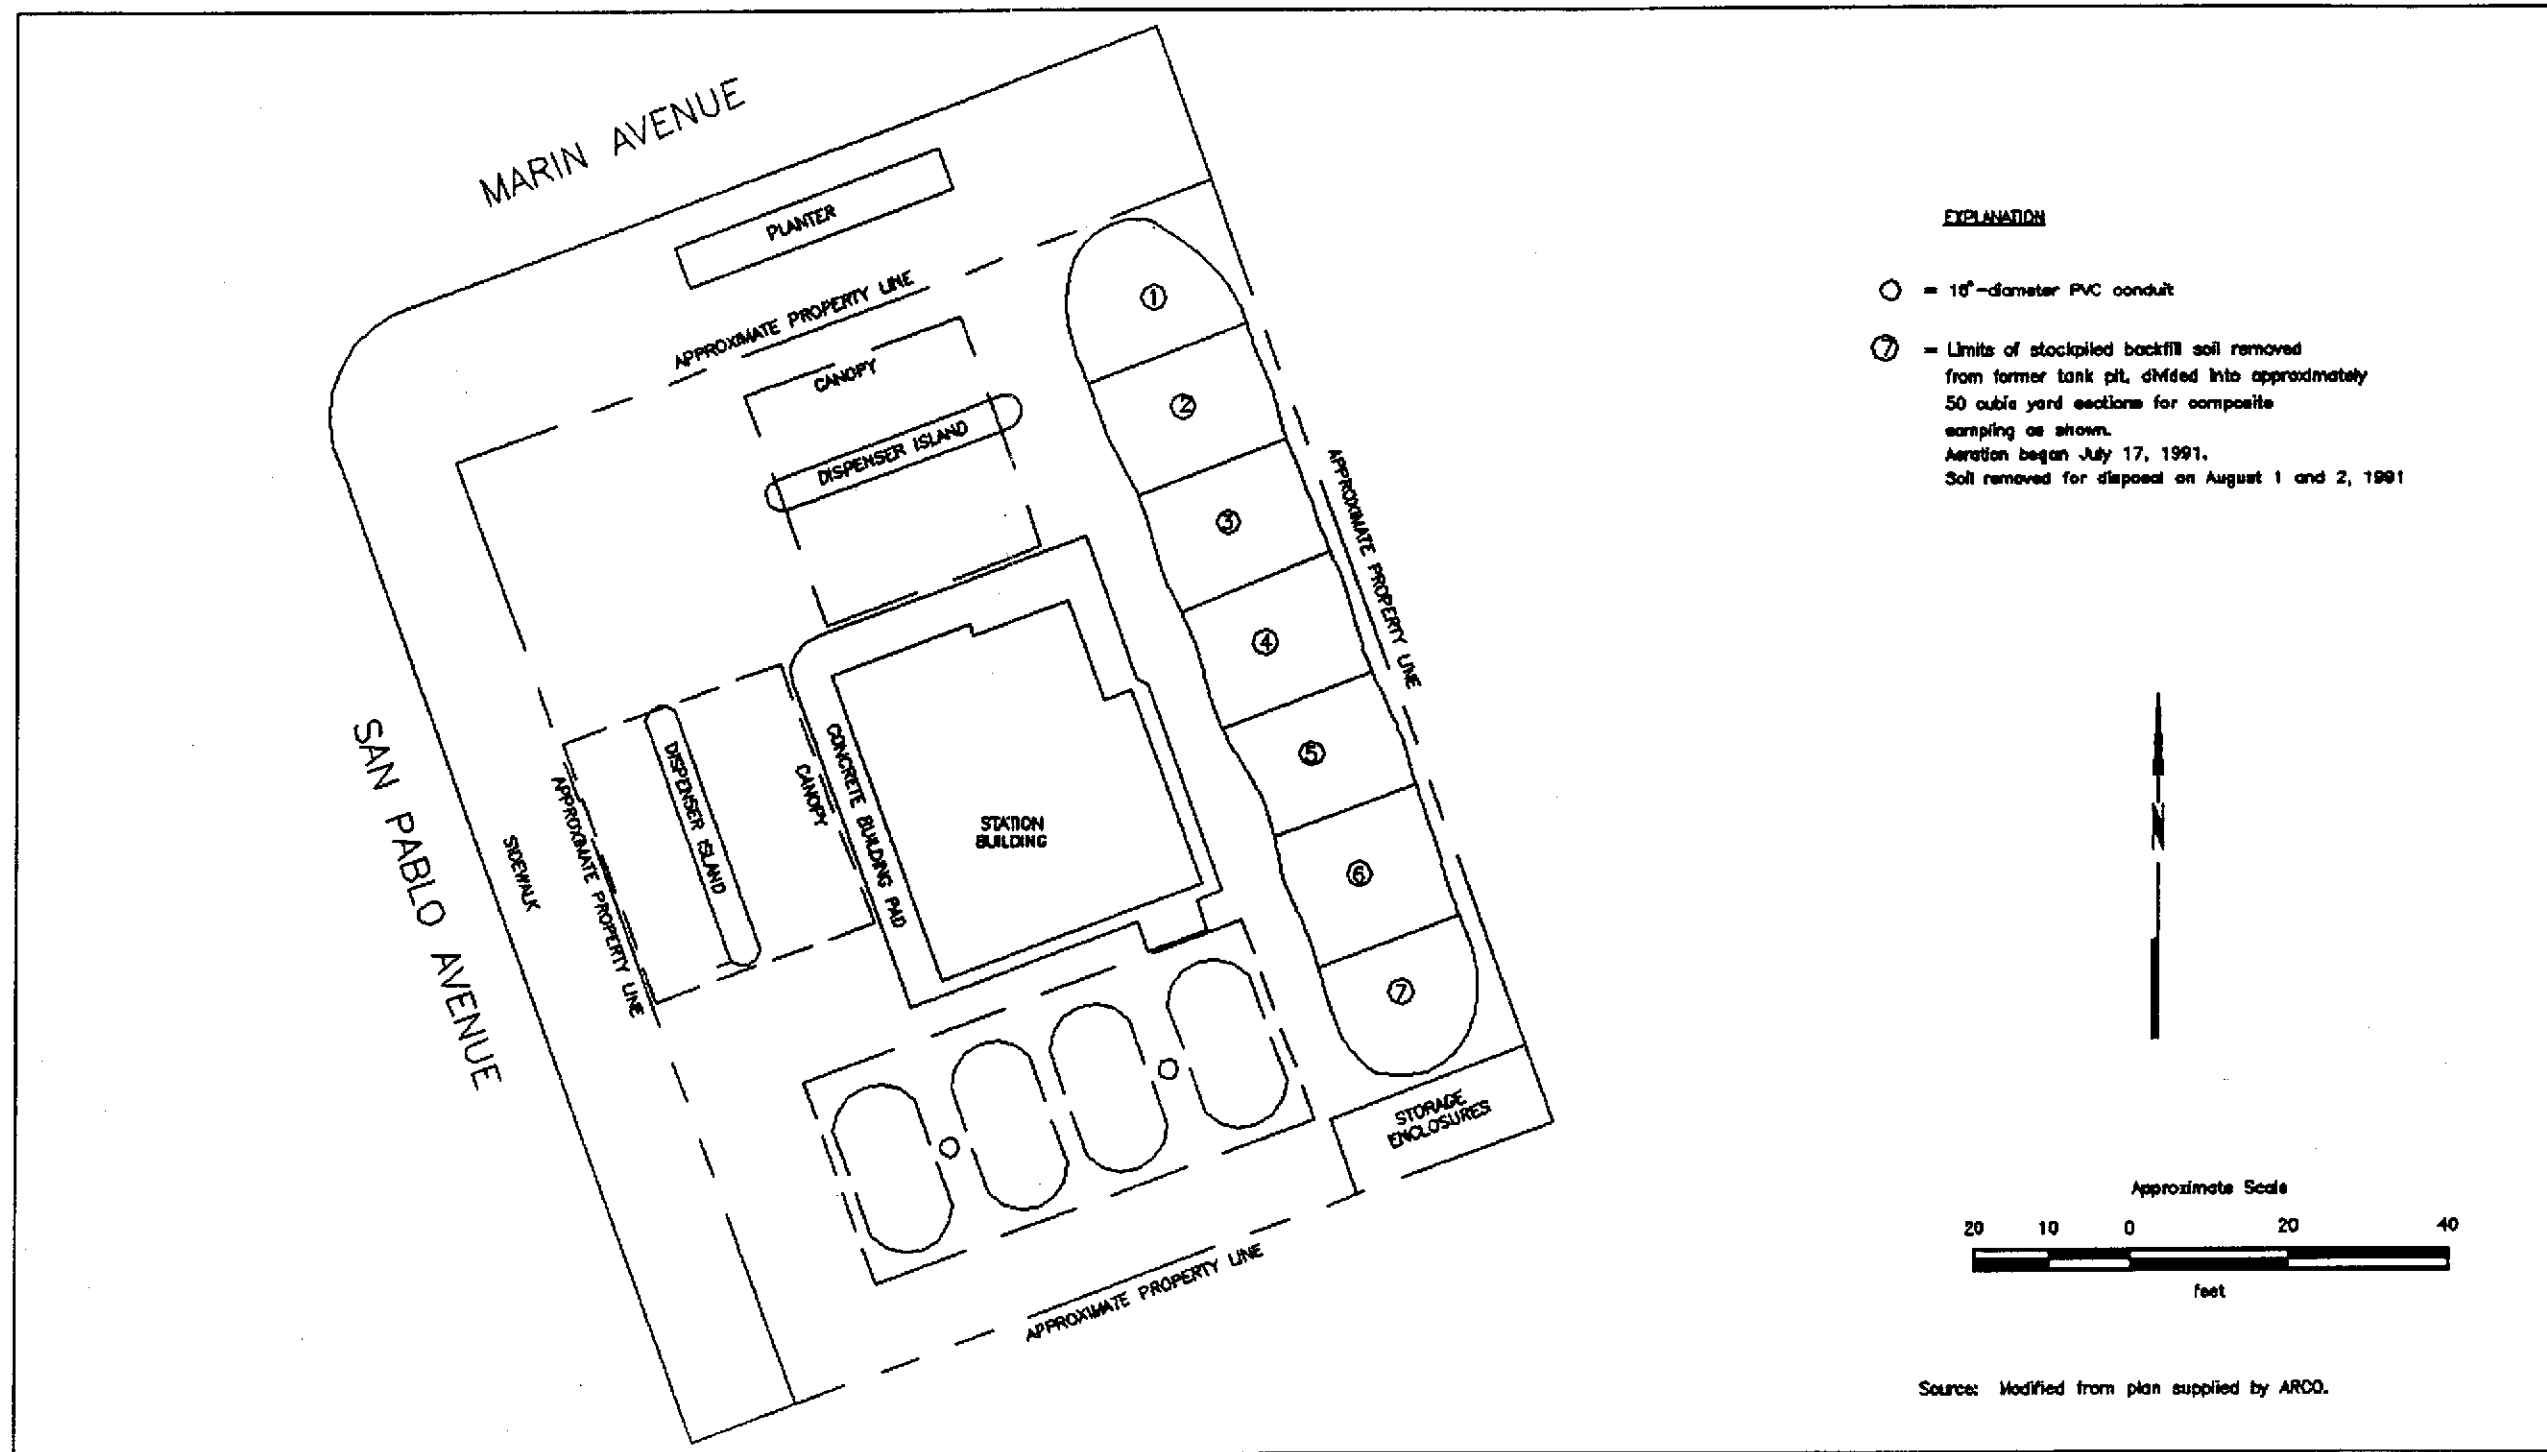 MARIN AVENUE
PLANTER
APPROXIMATE PROPERTY LINE
CANOPY
DISPENSER ISLAND
1
2
3
4
5
6
7
APPROXIMATE PROPERTY LINE
SAN PABLO AVENUE
SIDEWALK
APPROXIMATE PROPERTY LINE
DISPENSER ISLAND
CANOPY
CONCRETE BUILDING PAD
STATION
BUILDING
STORAGE
ENCLOSURES
APPROXIMATE PROPERTY LINE
EXPLANATION
= -diameter PVC conduit
7 = Limits of stockpiled backfill soil removed
from former tank pit, divided into approximately
50 cubic yard sections for composite
sampling as shown.
Aeration began July 17, 1991.
Soil removed for disposal on August 1 and 2, 1991
N
Approximate Scale
20 10 0 20 40
feet
Source: Modified from plan supplied by ARCO.